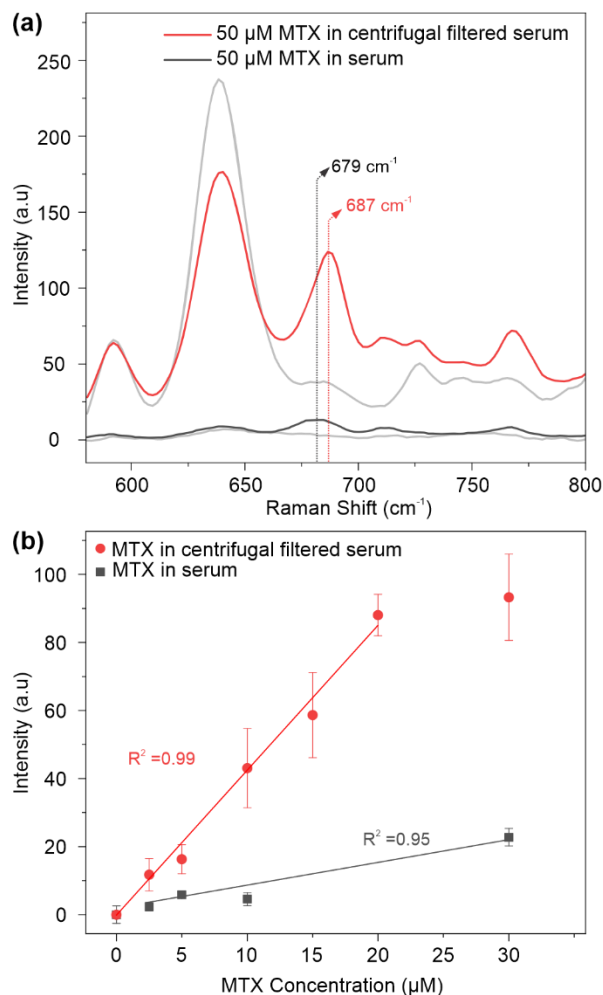 (a)
50 µM MTX in centrifugal filtered serum
50 µM MTX in serum
679 cm⁻¹
687 cm⁻¹
Intensity (a.u)
250
200
150
100
50
0
600 650 700 750 800
Raman Shift (cm⁻¹)
(b)
MTX in centrifugal filtered serum
MTX in serum
R² =0.99
R² =0.95
Intensity (a.u)
100
80
60
40
20
0
0 5 10 15 20 30
MTX Concentration (µM)